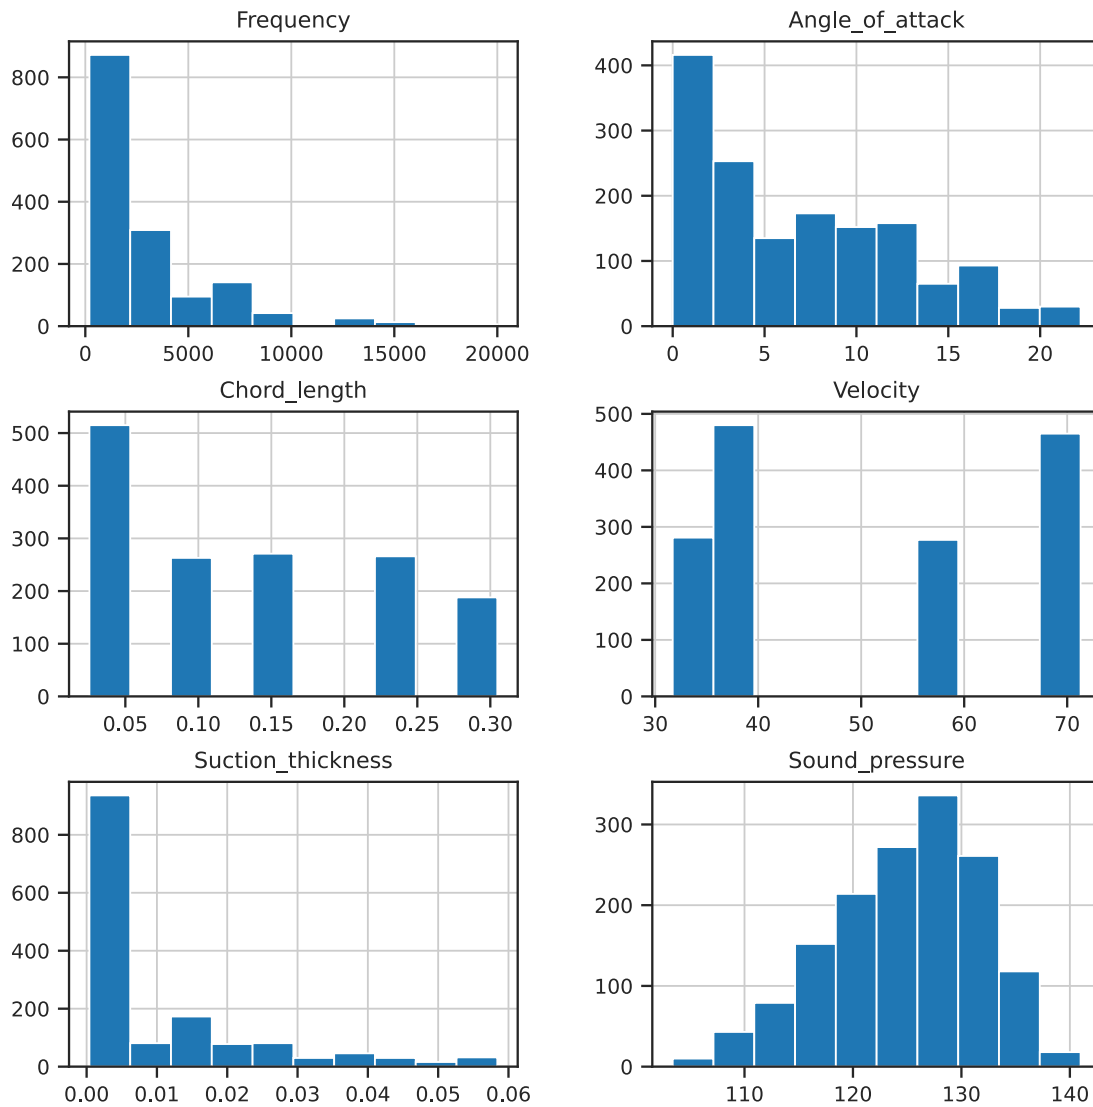 Frequency
Angle_of_attack
800
600
400
200
0
0 5000 10000 15000 20000
400
300
200
100
0
0 5 10 15 20
Chord_length
Velocity
500
400
300
200
100
0
0.05 0.10 0.15 0.20 0.25 0.30
500
400
300
200
100
0
30 40 50 60 70
Suction_thickness
Sound_pressure
800
600
400
200
0
0.00 0.01 0.02 0.03 0.04 0.05 0.06
300
200
100
0
110 120 130 140